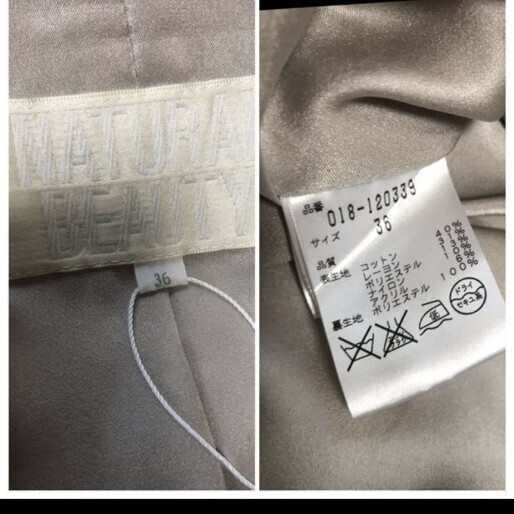 NATURAL
BEAUTY
36
品番 018-120339
サイズ 36
品質
表生地 コットン 40%
レーヨン 31%
ポリエステル 13%
ナイロン 10%
アクリル 6%
裏生地 ポリエステル 100%
低
ドライ
セキユ系